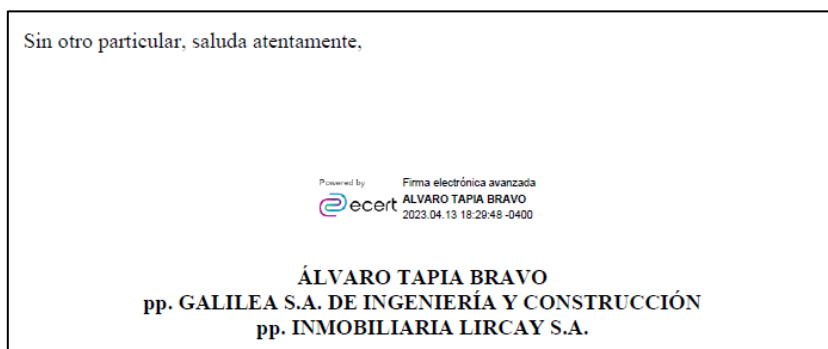 Sin otro particular, saluda atentamente,
Powered by
ecert
Firma electrónica avanzada
ALVARO TAPIA BRAVO
2023.04.13 18:29:48 -0400
ÁLVARO TAPIA BRAVO
pp. GALILEA S.A. DE INGENIERÍA Y CONSTRUCCIÓN
pp. INMOBILIARIA LIRCAY S.A.